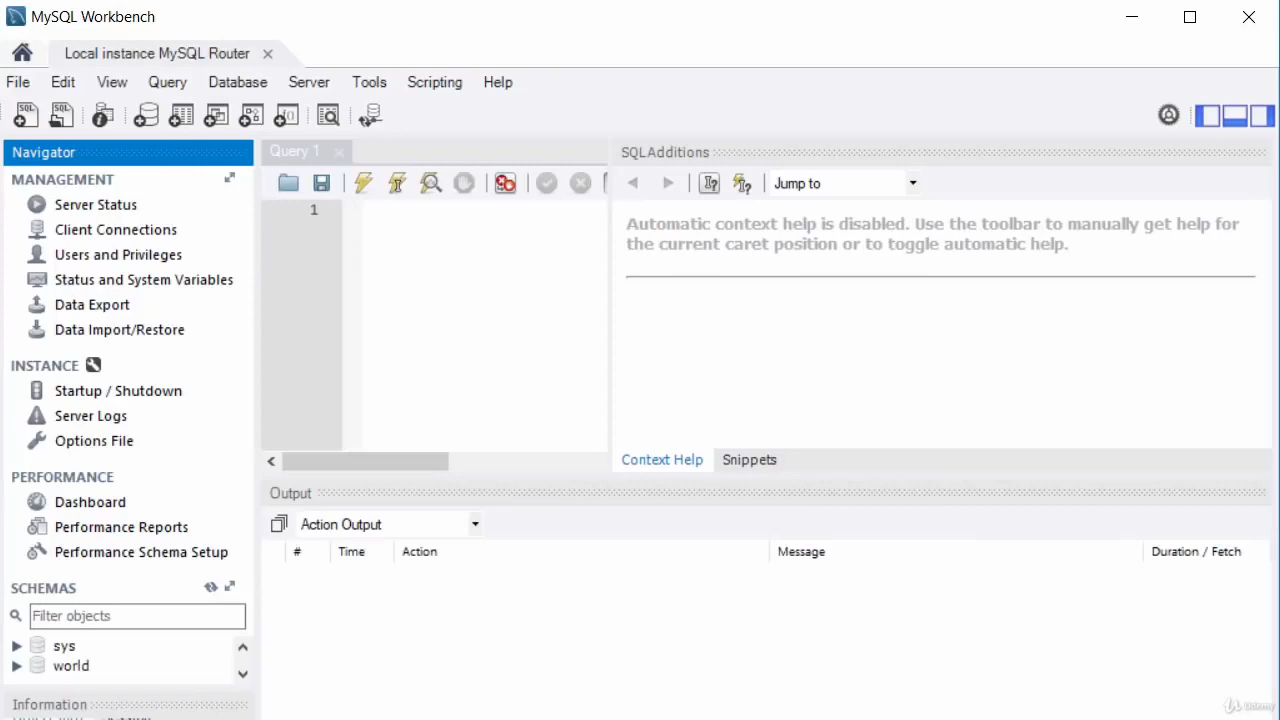 MySQL Workbench
Local instance MySQL Router
File Edit View Query Database Server Tools Scripting Help
SQL SQL
Navigator
MANAGEMENT
Server Status
Client Connections
Users and Privileges
Status and System Variables
Data Export
Data Import/Restore
INSTANCE
Startup / Shutdown
Server Logs
Options File
PERFORMANCE
Dashboard
Performance Reports
Performance Schema Setup
SCHEMAS
Filter objects
sys
world
Information
Query 1
1
SQLAdditions
Jump to
Automatic context help is disabled. Use the toolbar to manually get help for
the current caret position or to toggle automatic help.
Context Help Snippets
Output
Action Output
# Time Action Message Duration / Fetch
Udemy